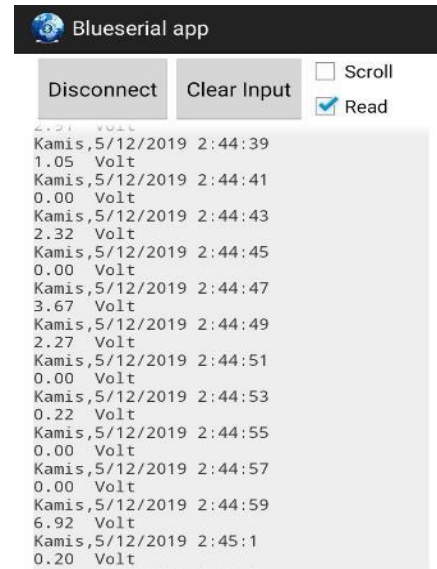 Blueserial app
Disconnect
Clear Input
Scroll
Read
Kamis,5/12/2019 2:44:39
1.05 Volt
Kamis,5/12/2019 2:44:41
0.00 Volt
Kamis,5/12/2019 2:44:43
2.32 Volt
Kamis,5/12/2019 2:44:45
0.00 Volt
Kamis,5/12/2019 2:44:47
3.67 Volt
Kamis,5/12/2019 2:44:49
2.27 Volt
Kamis,5/12/2019 2:44:51
0.00 Volt
Kamis,5/12/2019 2:44:53
0.22 Volt
Kamis,5/12/2019 2:44:55
0.00 Volt
Kamis,5/12/2019 2:44:57
0.00 Volt
Kamis,5/12/2019 2:44:59
6.92 Volt
Kamis,5/12/2019 2:45:1
0.20 Volt